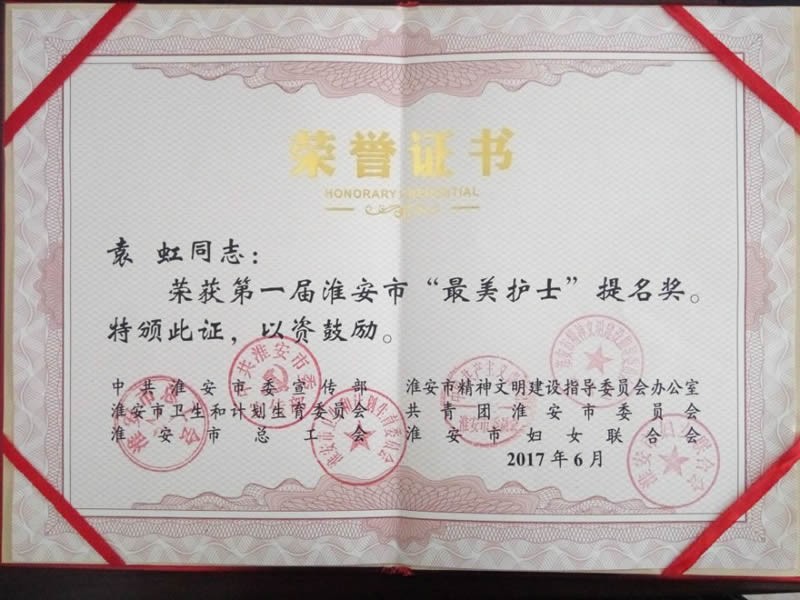 荣誉证书
HONORARY CREDENTIAL
袁 虹同志：
荣获第一届淮安市“最美护士”提名奖。
特颁此证，以资鼓励。
中共淮安市委宣传部 淮安市精神文明建设指导委员会办公室
淮安市卫生和计划生育委员会 共青团淮安市委员会
淮安市总工会 淮安市妇女联合会
2017年6月